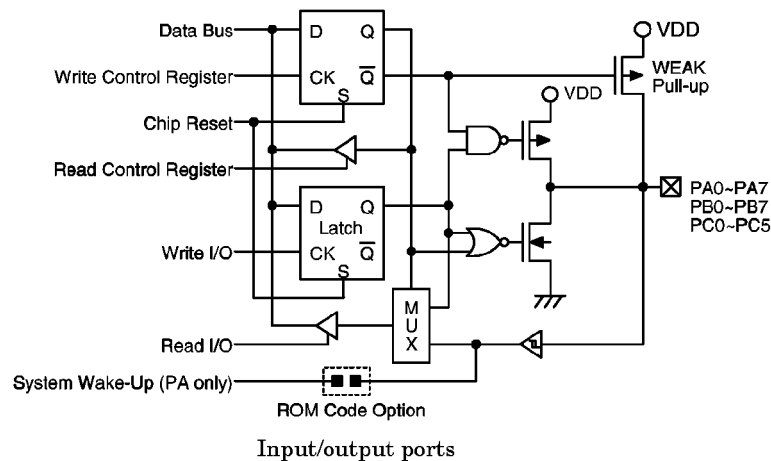 Data Bus
Write Control Register
Chip Reset
Read Control Register
Write I/O
Read I/O
System Wake-Up (PA only)
D Q
CK Q̅
S
D Q
Latch
CK Q̅
S
M
U
X
VDD
WEAK
Pull-up
VDD
PA0~PA7
PB0~PB7
PC0~PC5
ROM Code Option
Input/output ports